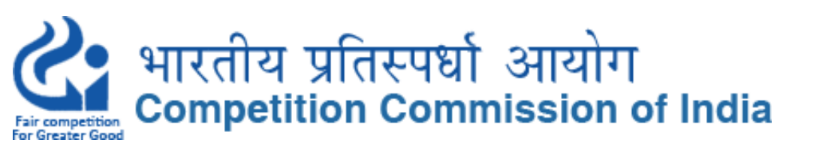 भारतीय प्रतिस्पर्धा आयोग
Competition Commission of India
Fair competition
For Greater Good